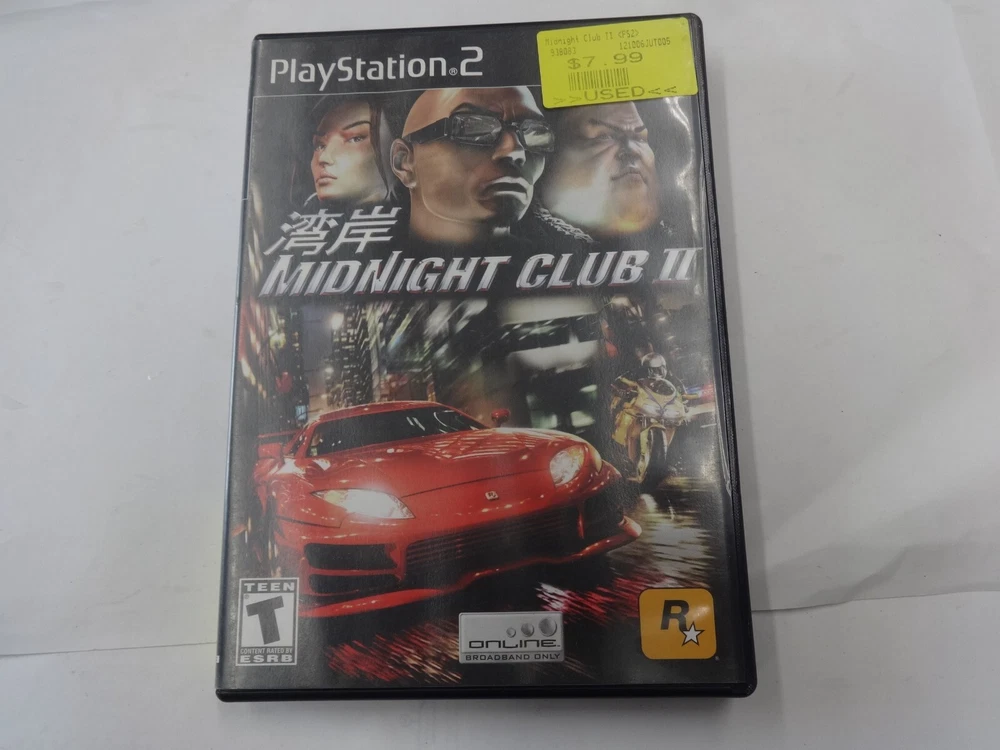 PlayStation®2
Midnight Club II (PS2)
$7.99
>>USED<<
湾岸
MIDNIGHT CLUB II
TEEN
T
CONTENT RATED BY
ESRB
ONLINE
BROADBAND ONLY
R